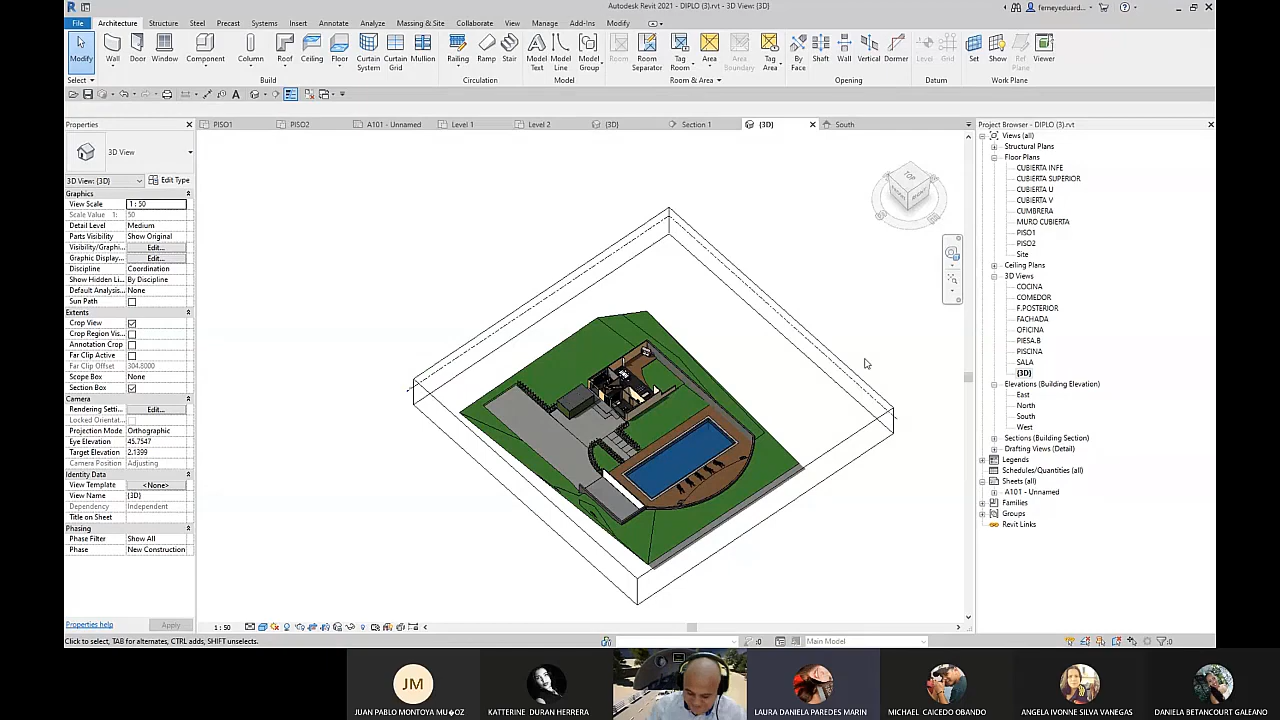 Autodesk Revit 2021 - DIPLO (3).rvt - 3D View: {3D}
ferneyeduard...
File Architecture Structure Steel Precast Systems Insert Annotate Analyze Massing & Site Collaborate View Manage Add-Ins Modify
Modify Wall Door Window Component Column Roof Ceiling Floor Curtain System Curtain Grid Mullion Railing Ramp Stair Model Text Model Line Model Group Room Room Separator Tag Room Area Area Boundary Tag Area By Face Shaft Wall Vertical Dormer Level Grid Set Show Ref Plane Viewer
Select Build Circulation Model Room & Area Opening Datum Work Plane
Properties
PISO1 PISO2 A101 - Unnamed Level 1 Level 2 {3D} Section 1 {3D} South
Project Browser - DIPLO (3).rvt
3D View
3D View: {3D} Edit Type
Graphics
View Scale 1 : 50
Scale Value 1: 50
Detail Level Medium
Parts Visibility Show Original
Visibility/Graphi... Edit...
Graphic Display... Edit...
Discipline Coordination
Show Hidden Li... By Discipline
Default Analysis... None
Sun Path
Extents
Crop View
Crop Region Vis...
Annotation Crop
Far Clip Active
Far Clip Offset 304.8000
Scope Box None
Section Box
Camera
Rendering Setti... Edit...
Locked Orientat...
Projection Mode Orthographic
Eye Elevation 45.7547
Target Elevation 2.1399
Camera Position Adjusting
Identity Data
View Template <None>
View Name {3D}
Dependency Independent
Title on Sheet
Phasing
Phase Filter Show All
Phase New Construction
Properties help Apply
TOP
Views (all)
Structural Plans
Floor Plans
CUBIERTA INFE
CUBIERTA SUPERIOR
CUBIERTA U
CUBIERTA V
CUMBRERA
MURO CUBIERTA
PISO1
PISO2
Site
Ceiling Plans
3D Views
COCINA
COMEDOR
F.POSTERIOR
FACHADA
OFICINA
PIESA.B
PISCINA
SALA
{3D}
Elevations (Building Elevation)
East
North
South
West
Sections (Building Section)
Drafting Views (Detail)
Legends
Schedules/Quantities (all)
Sheets (all)
A101 - Unnamed
Families
Groups
Revit Links
1 : 50
Click to select, TAB for alternates, CTRL adds, SHIFT unselects.
:0 Main Model :0
JM
JUAN PABLO MONTOYA MU�OZ KATTERINE DURAN HERRERA LAURA DANIELA PAREDES MARIN MICHAEL CAICEDO OBANDO ANGELA IVONNE SILVA VANEGAS DANIELA BETANCOURT GALEANO